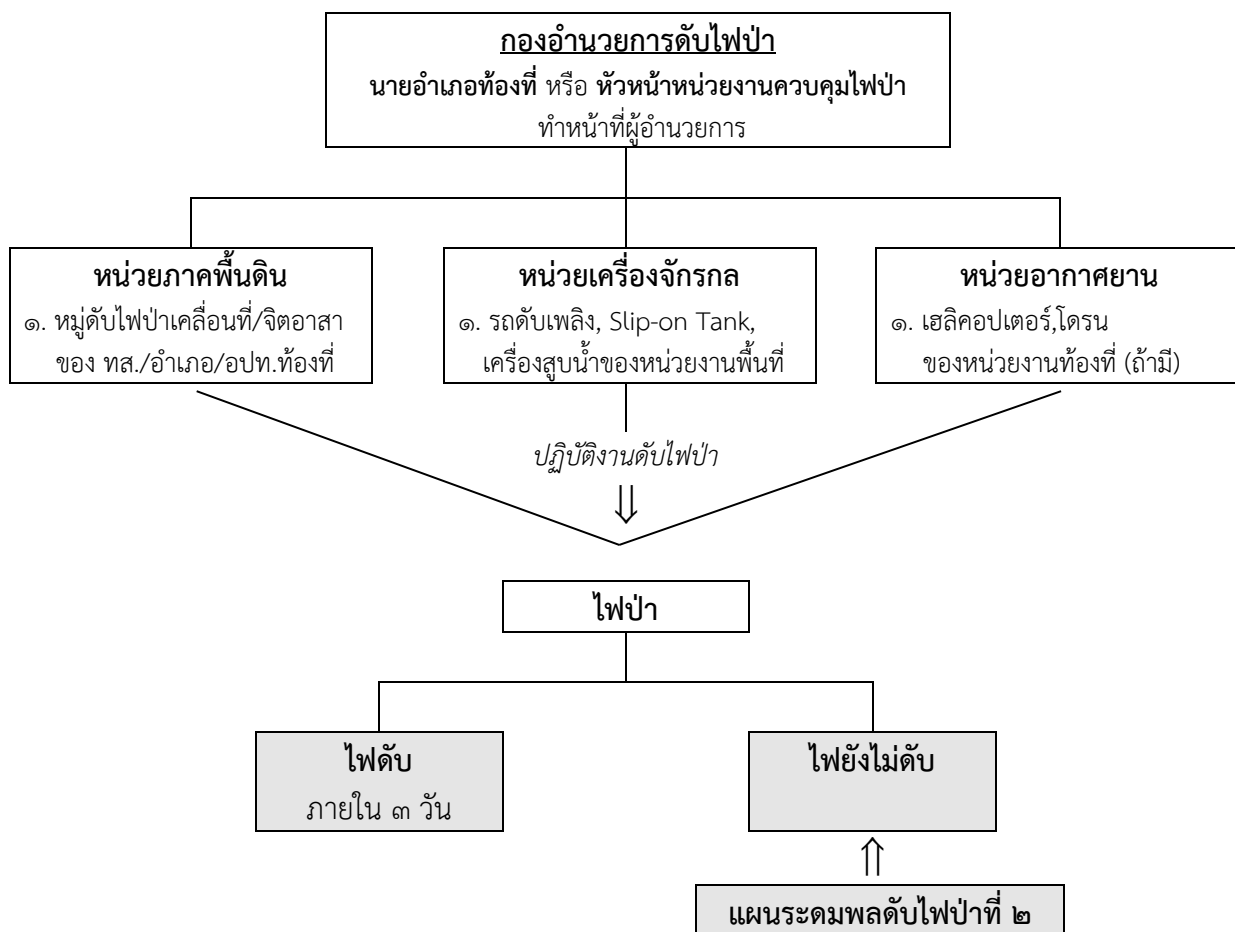 กองอำนวยการดับไฟป่า
นายอำเภอท้องที่ หรือ หัวหน้าหน่วยงานควบคุมไฟป่า
ทำหน้าที่ผู้อำนวยการ
หน่วยภาคพื้นดิน
๑. หมู่ดับไฟป่าเคลื่อนที่/จิตอาสา
ของ ทส./อำเภอ/อปท.ท้องที่
หน่วยเครื่องจักรกล
๑. รถดับเพลิง, Slip-on Tank,
เครื่องสูบน้ำของหน่วยงานพื้นที่
หน่วยอากาศยาน
๑. เฮลิคอปเตอร์,โดรน
ของหน่วยงานท้องที่ (ถ้ามี)
ปฏิบัติงานดับไฟป่า
ไฟป่า
ไฟดับ
ภายใน ๓ วัน
ไฟยังไม่ดับ
แผนระดมพลดับไฟป่าที่ ๒